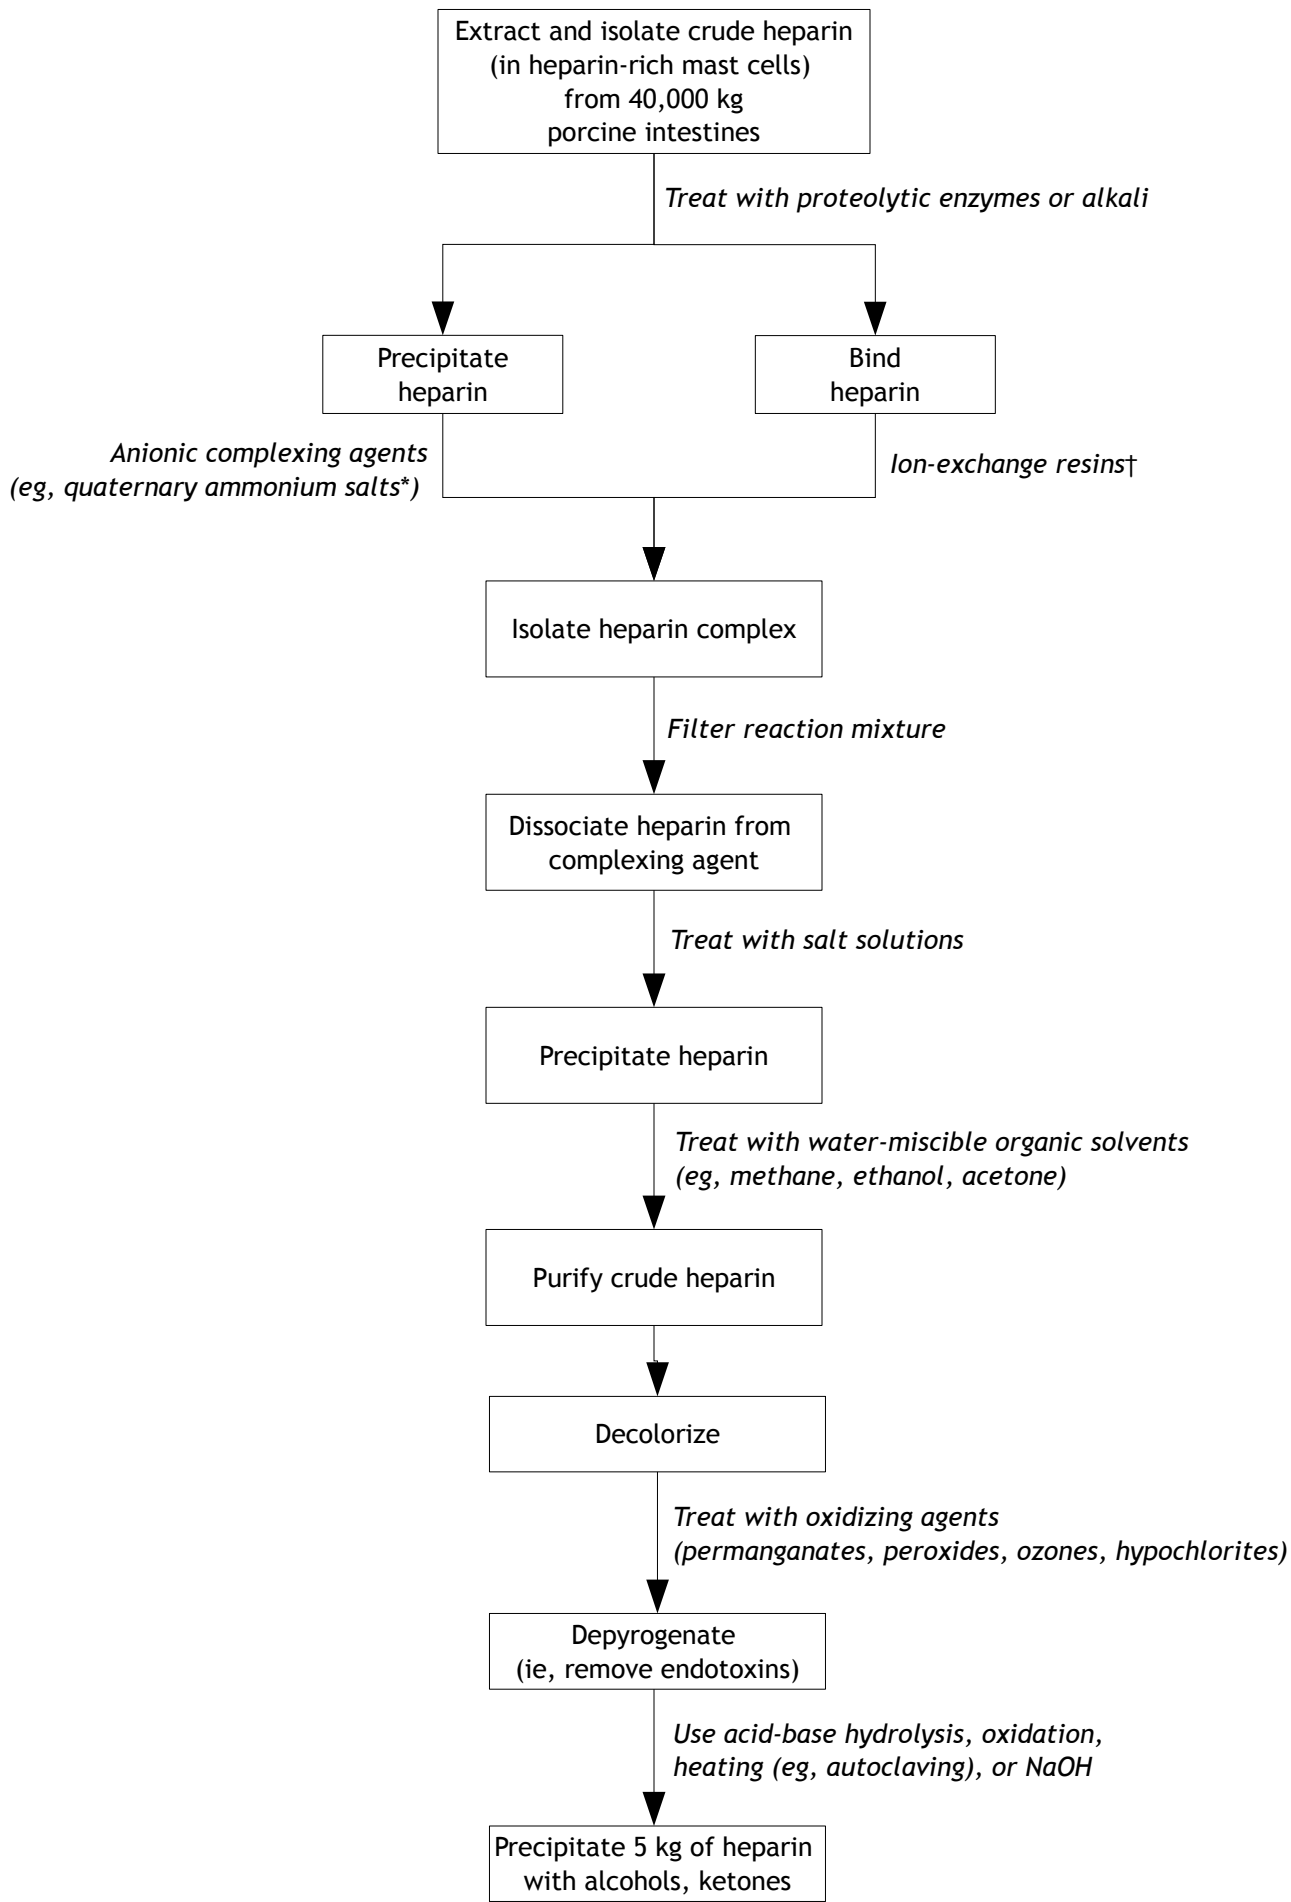 Extract and isolate crude heparin
(in heparin-rich mast cells)
from 40,000 kg
porcine intestines
Treat with proteolytic enzymes or alkali
Precipitate
heparin
Bind
heparin
Anionic complexing agents
(eg, quaternary ammonium salts*)
Ion-exchange resins†
Isolate heparin complex
Filter reaction mixture
Dissociate heparin from
complexing agent
Treat with salt solutions
Precipitate heparin
Treat with water-miscible organic solvents
(eg, methane, ethanol, acetone)
Purify crude heparin
Decolorize
Treat with oxidizing agents
(permanganates, peroxides, ozones, hypochlorites)
Depyrogenate
(ie, remove endotoxins)
Use acid-base hydrolysis, oxidation,
heating (eg, autoclaving), or NaOH
Precipitate 5 kg of heparin
with alcohols, ketones